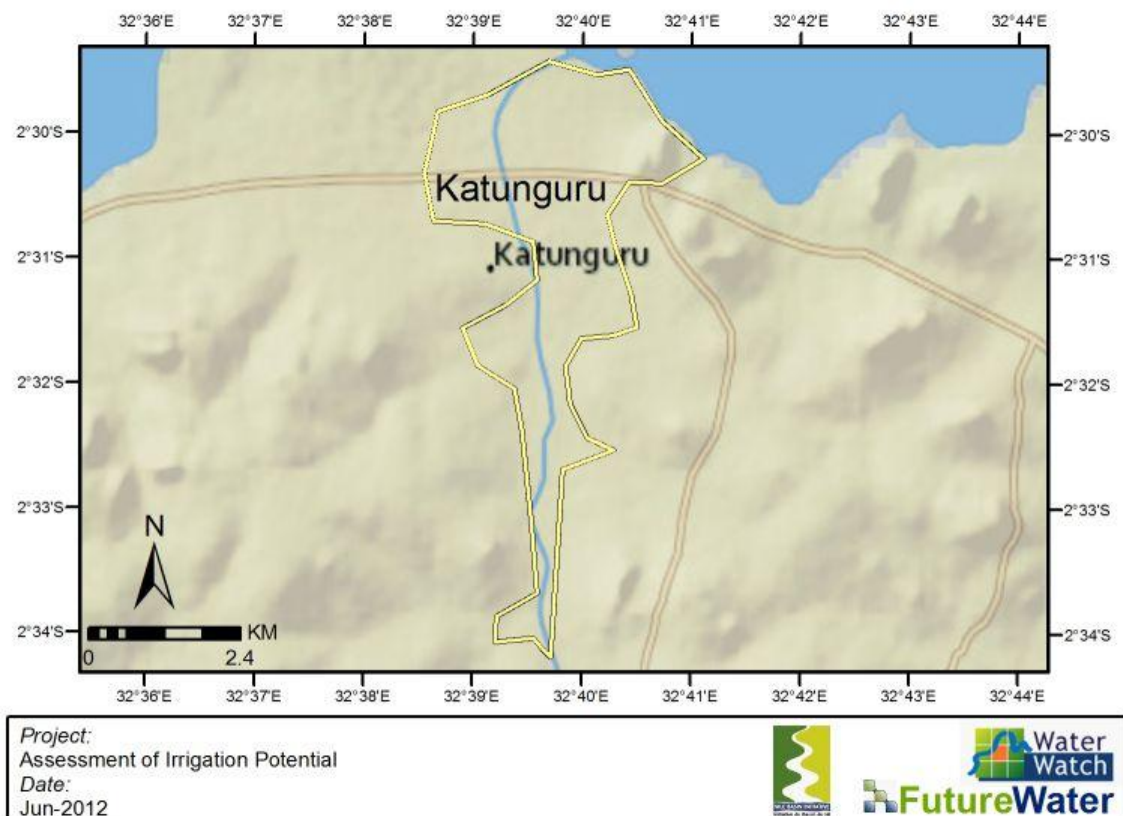 32°36'E 32°37'E 32°38'E 32°39'E 32°40'E 32°41'E 32°42'E 32°43'E 32°44'E
2°30'S 2°30'S
Katunguru
Katunguru
2°31'S 2°31'S
2°32'S 2°32'S
2°33'S 2°33'S
N
2°34'S 2°34'S
KM
0 2.4
32°36'E 32°37'E 32°38'E 32°39'E 32°40'E 32°41'E 32°42'E 32°43'E 32°44'E
Project:
Assessment of Irrigation Potential
Date:
Jun-2012
NILE BASIN INITIATIVE
Water
Watch
FutureWater